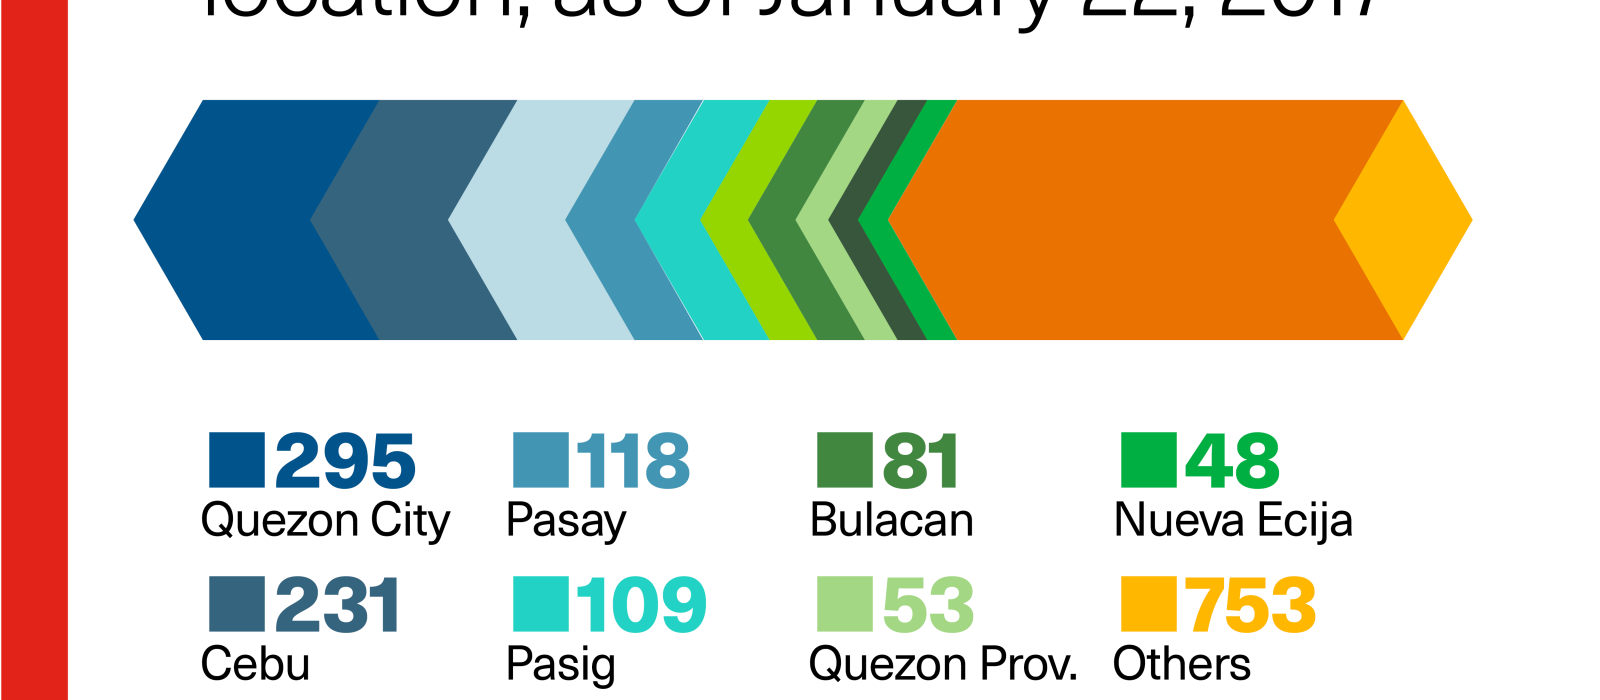 location, as of January 22, 2017
295 118 81 48
Quezon City Pasay Bulacan Nueva Ecija
231 109 53 753
Cebu Pasig Quezon Prov. Others